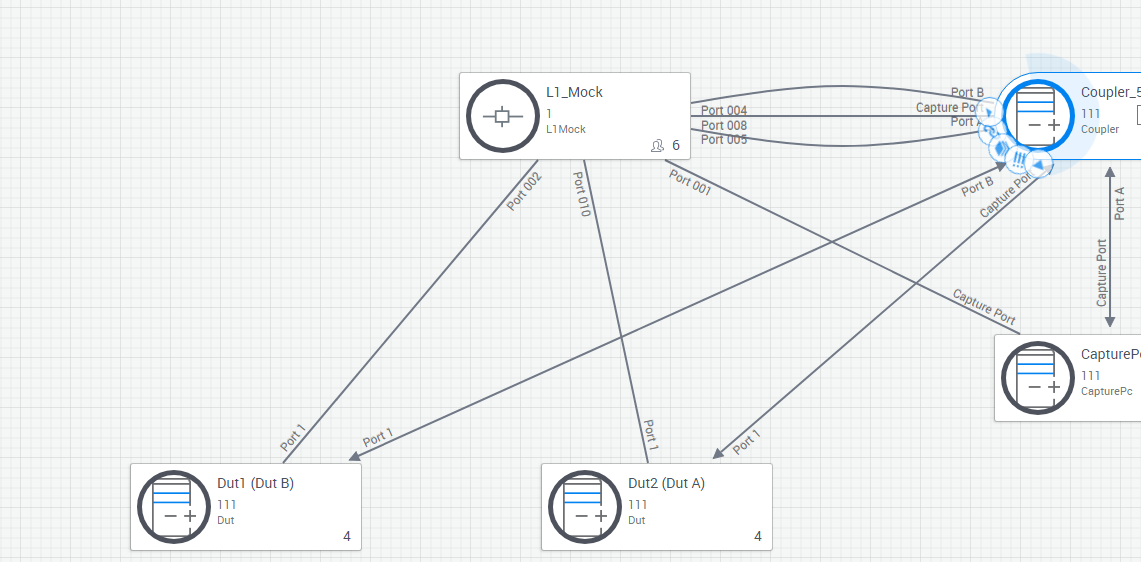 L1_Mock
1
L1Mock
6
Port B
Port 004
Capture Por
Port 008
Port A
Port 005
Coupler_5
111
Coupler
Port 002
Port 010
Port 001
Port B
Capture Por
Port A
Capture Port
Capture Port
CapturePc
111
CapturePc
Port 1
Port 1
Port 1
Port 1
Dut1 (Dut B)
111
Dut
4
Dut2 (Dut A)
111
Dut
4